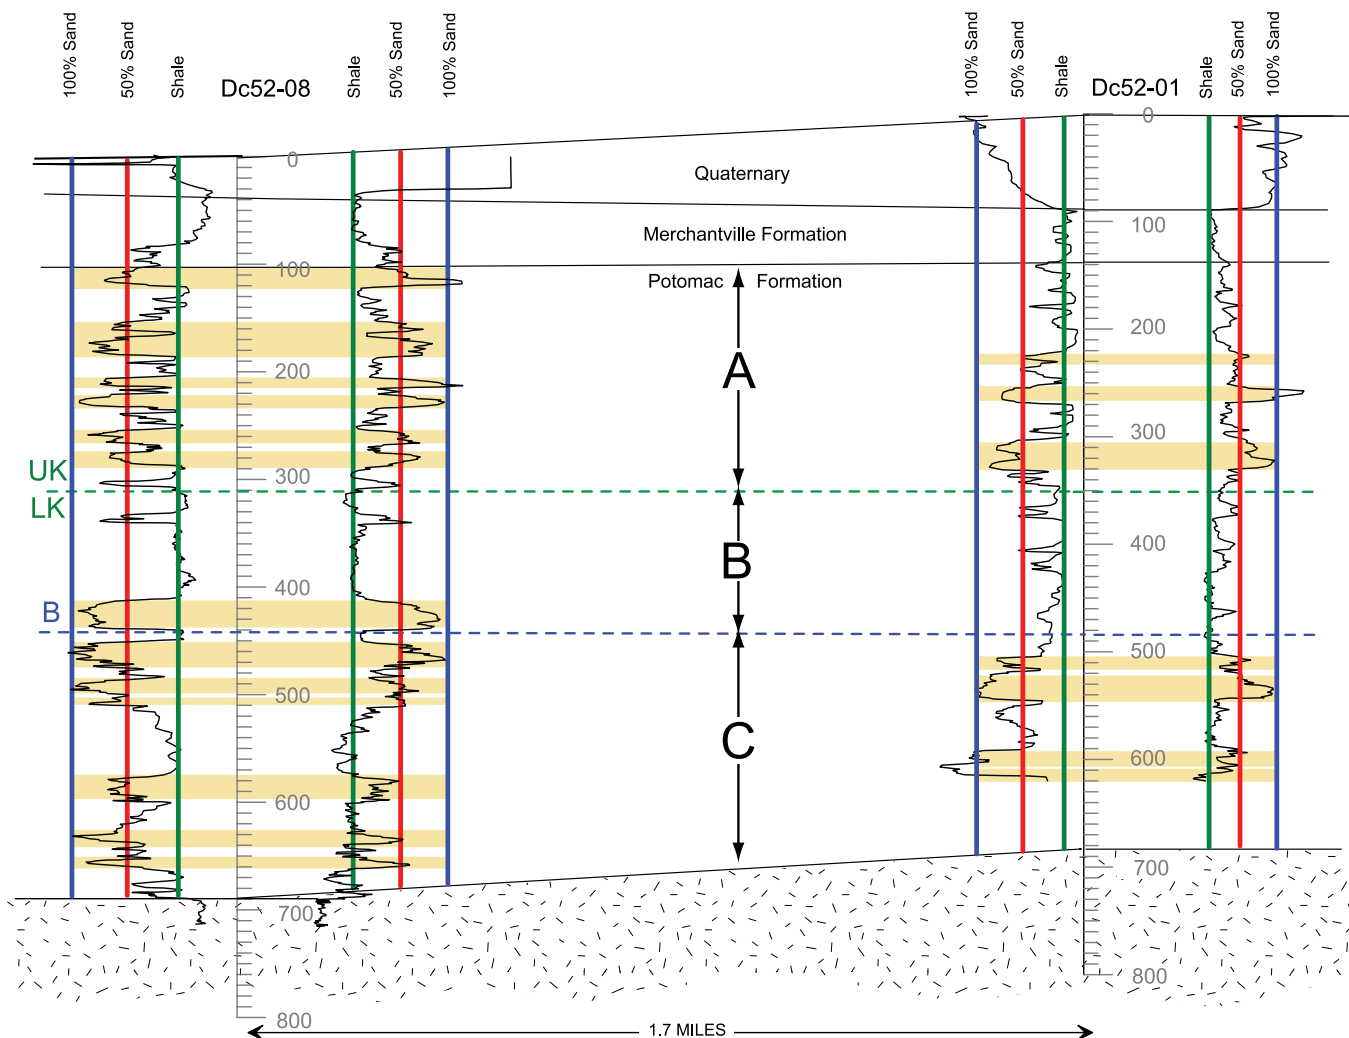 100% Sand
50% Sand
Shale
Dc52-08
Shale
50% Sand
100% Sand
100% Sand
50% Sand
Shale
Dc52-01
Shale
50% Sand
100% Sand
0
0
Quaternary
100
Merchantville Formation
100
Potomac Formation
200
200
A
300
300
UK
LK
400
400
B
B
500
500
C
600
600
700
700
800
800
1.7 MILES